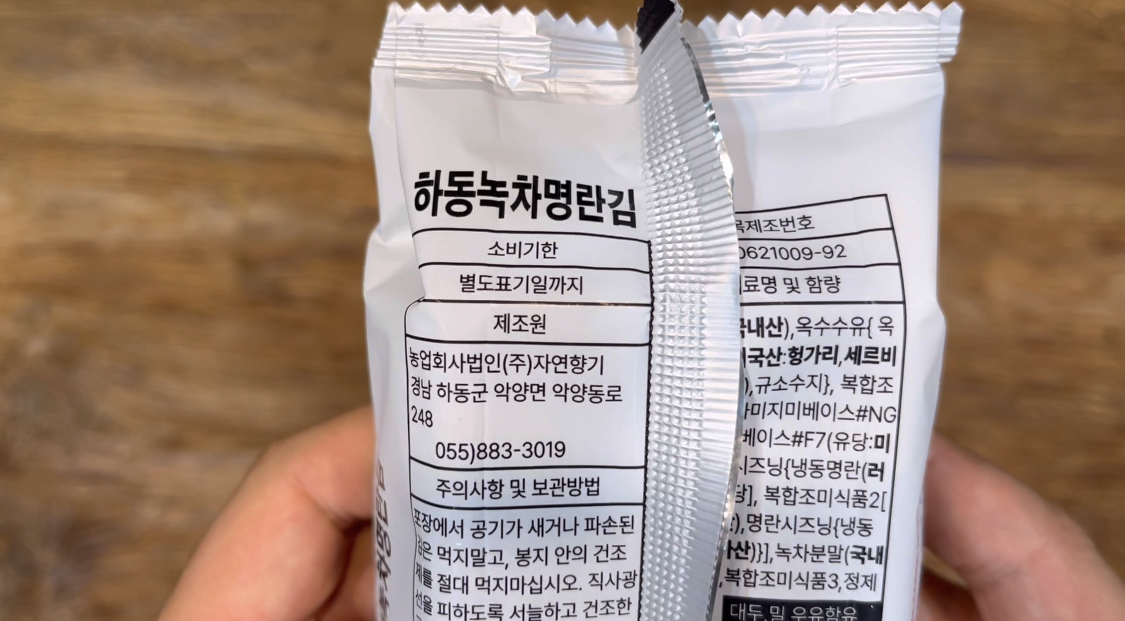 하동녹차명란김
소비기한
별도표기일까지
제조원
농업회사법인(주)자연향기
경남 하동군 악양면 악양동로
248
055)883-3019
주의사항 및 보관방법
포장에서 공기가 새거나 파손된
먹지말고, 봉지 안의 건조
제를 절대 먹지마십시오. 직사광
선을 피하도록 서늘하고 건조한
목제조번호
0621009-92
료명 및 함량
국내산),옥수수유{ 옥
국산:헝가리,세르비
),규소수지}, 복합조
미지미베이스#NG
베이스#F7(유당:미
시즈닝{냉동명란(러
당], 복합조미식품2[
),명란시즈닝{냉동
산)}],녹차분말(국내
,복합조미식품3,정제
대두,밀,우유함유